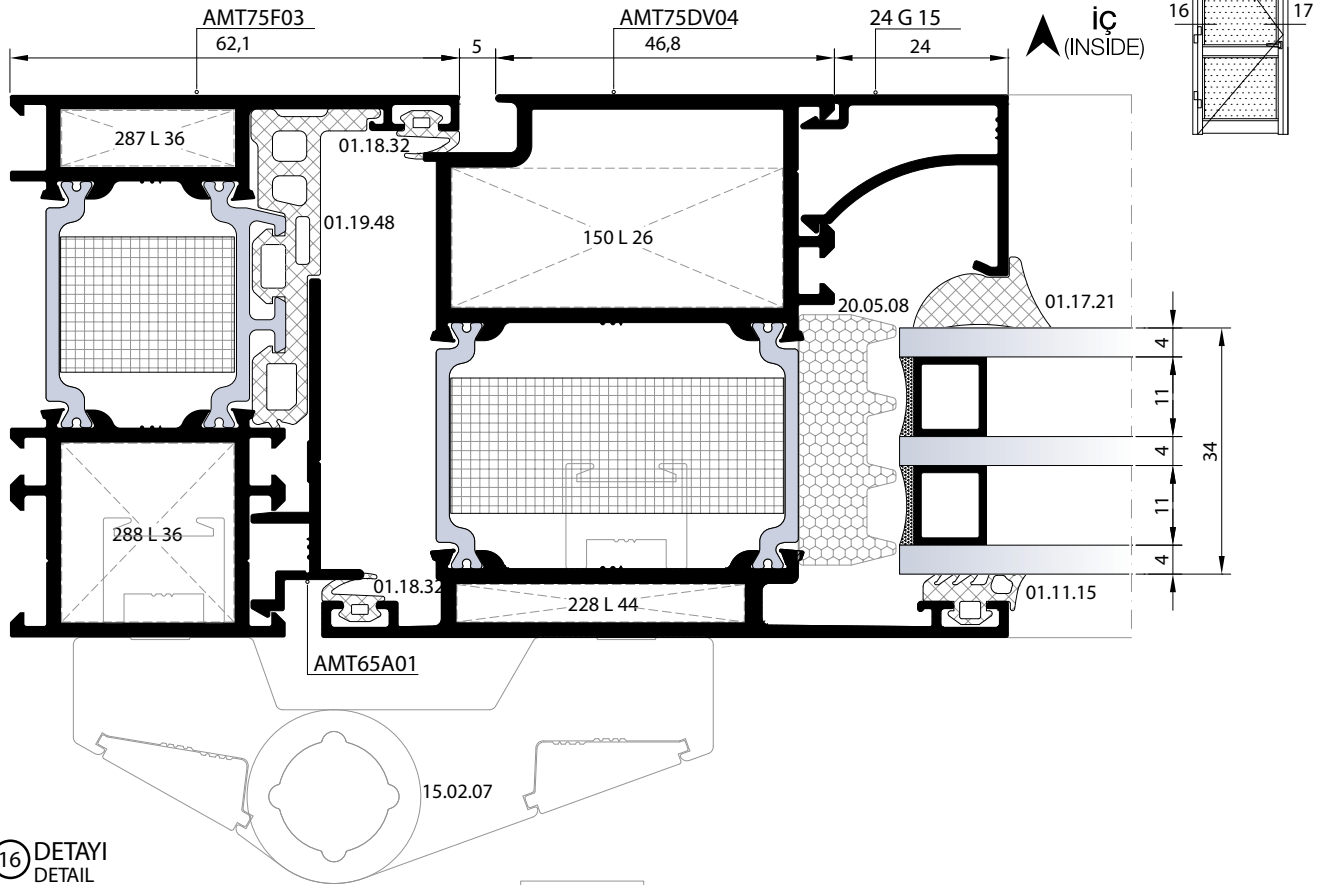 AMT75F03
62,1
5
AMT75DV04
46,8
24 G 15
24
İÇ
(INSİDE)
16
17
287 L 36
01.18.32
01.19.48
150 L 26
20.05.08
01.17.21
4
11
4
11
4
34
288 L 36
01.18.32
228 L 44
01.11.15
AMT65A01
15.02.07
16 DETAYI
DETAIL